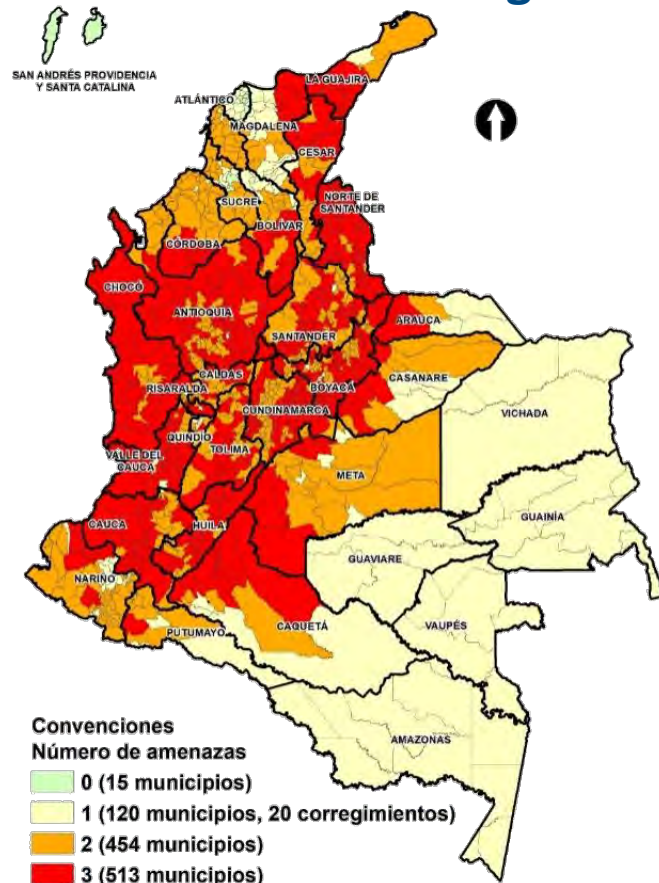 SAN ANDRÉS PROVIDENCIA
Y SANTA CATALINA
LA GUAJIRA
ATLÁNTICO
MAGDALENA
CESAR
NORTE DE
SANTANDER
SUCRE
BOLÍVAR
CÓRDOBA
CHOCÓ
ANTIOQUIA
SANTANDER
ARAUCA
CALDAS
RISARALDA
BOYACÁ
CASANARE
CUNDINAMARCA
VICHADA
QUINDÍO
TOLIMA
VALLE DEL
CAUCA
META
GUAINÍA
CAUCA
HUILA
GUAVIARE
NARIÑO
CAQUETÁ
VAUPÉS
PUTUMAYO
AMAZONAS
Convenciones
Número de amenazas
0 (15 municipios)
1 (120 municipios, 20 corregimientos)
2 (454 municipios)
3 (513 municipios)